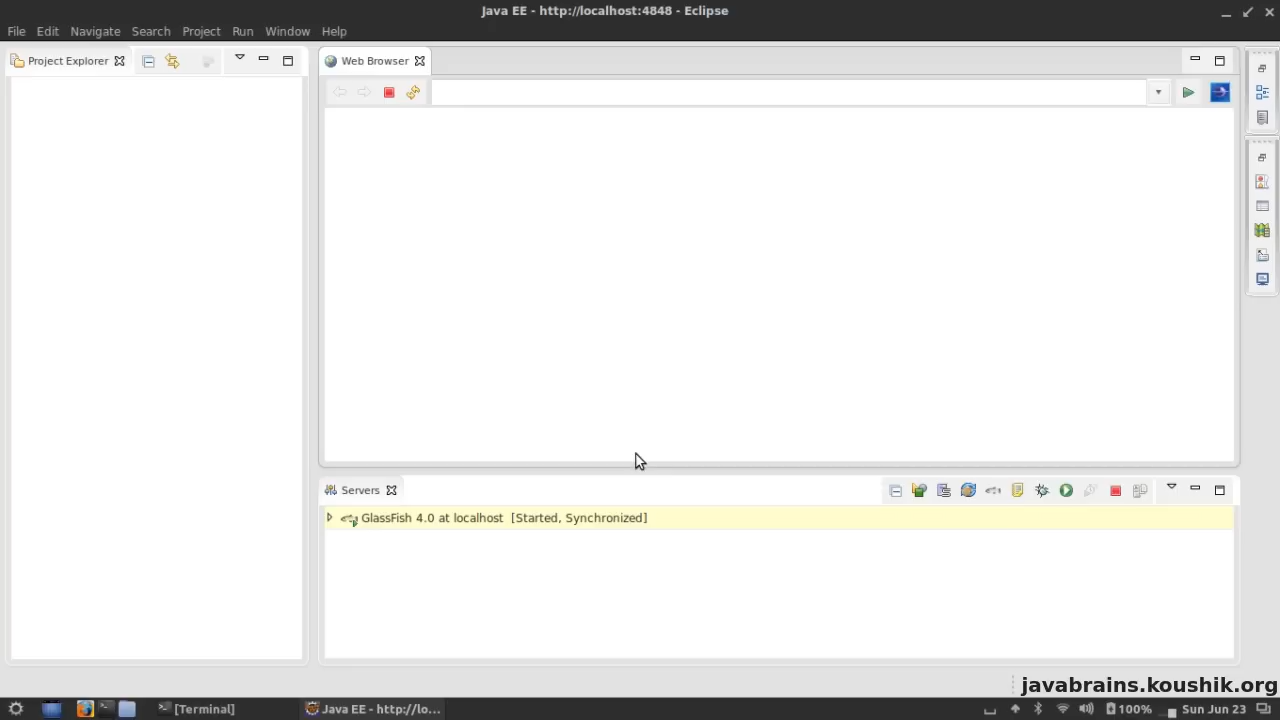 Java EE - http://localhost:4848 - Eclipse
File Edit Navigate Search Project Run Window Help
Project Explorer
Web Browser
Servers
GlassFish 4.0 at localhost [Started, Synchronized]
javabrains.koushik.org
[Terminal]
Java EE - http://lo...
100%
Sun Jun 23